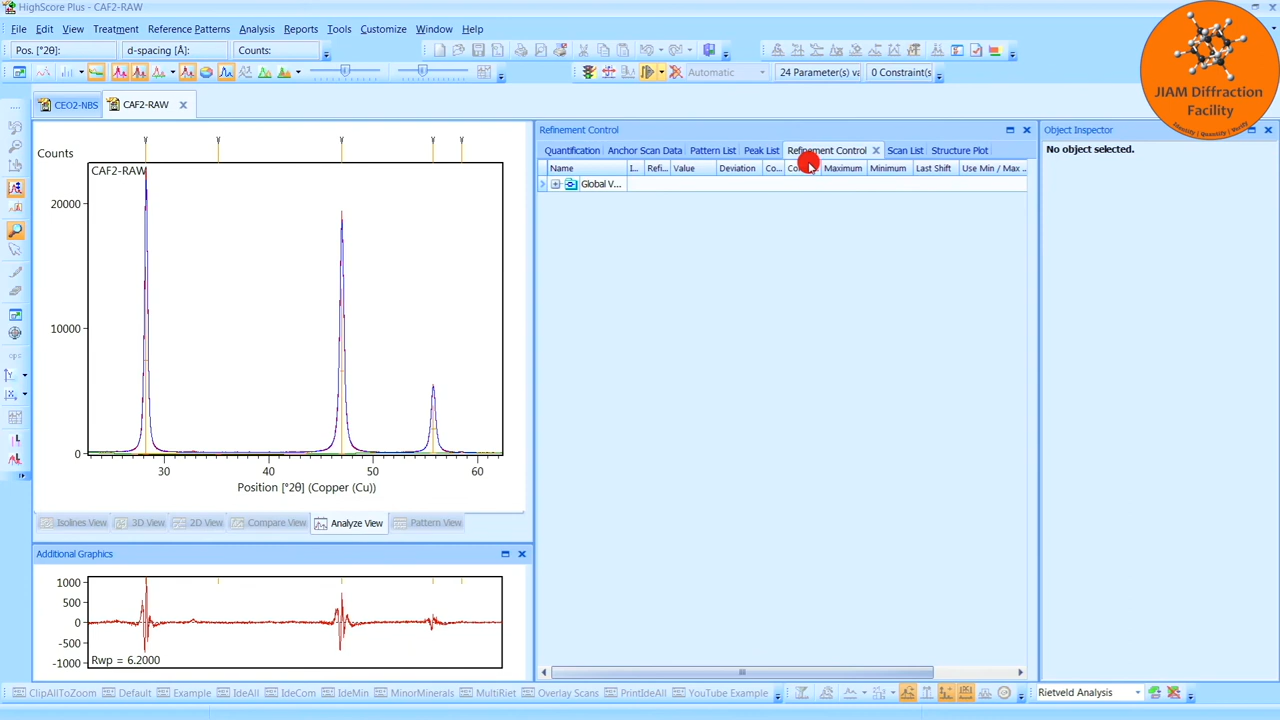 HighScore Plus - CAF2-RAW
File Edit View Treatment Reference Patterns Analysis Reports Tools Customize Window Help
Pos. [°2θ]: d-spacing [Å]: Counts:
Automatic 24 Parameter(s) va 0 Constraint(s)
CEO2-NBS CAF2-RAW
JIAM Diffraction
Facility
Identify | Quantify | Verify
Refinement Control
Object Inspector
Quantification Anchor Scan Data Pattern List Peak List Refinement Control Scan List Structure Plot
No object selected.
Name I... Refi... Value Deviation Co... Maximum Minimum Last Shift Use Min / Max ...
Global V...
Counts
CAF2-RAW
20000
10000
0
30 40 50 60
Position [°2θ] (Copper (Cu))
Isolines View 3D View 2D View Compare View Analyze View Pattern View
Additional Graphics
1000
500
0
-500
-1000
Rwp = 6.2000
ClipAllToZoom Default Example IdeAll IdeCom IdeMin MinorMinerals MultiRiet Overlay Scans PrintIdeAll YouTube Example Rietveld Analysis